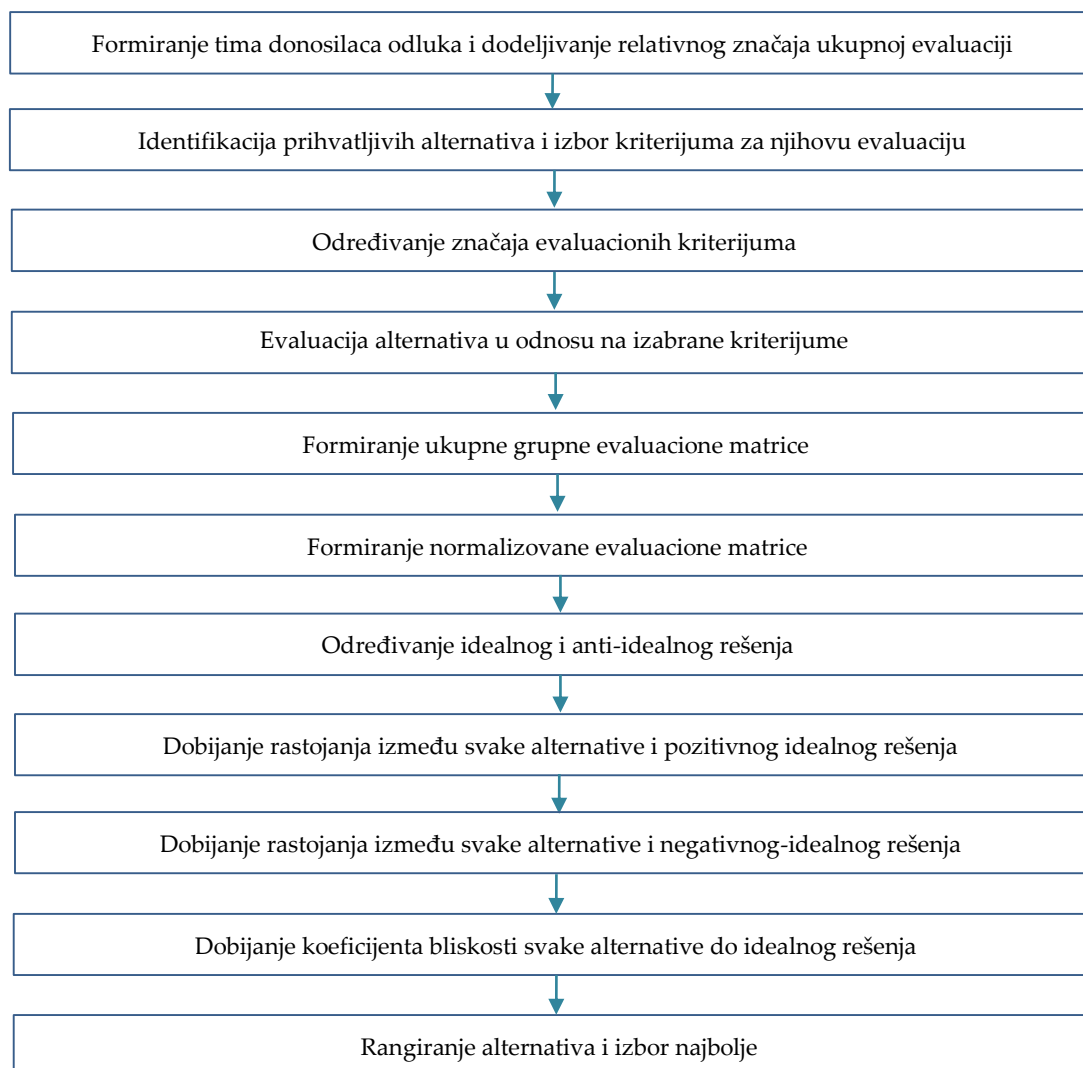 Formiranje tima donosilaca odluka i dodeljivanje relativnog značaja ukupnoj evaluaciji
Identifikacija prihvatljivih alternativa i izbor kriterijuma za njihovu evaluaciju
Određivanje značaja evaluacionih kriterijuma
Evaluacija alternativa u odnosu na izabrane kriterijume
Formiranje ukupne grupne evaluacione matrice
Formiranje normalizovane evaluacione matrice
Određivanje idealnog i anti-idealnog rešenja
Dobijanje rastojanja između svake alternative i pozitivnog idealnog rešenja
Dobijanje rastojanja između svake alternative i negativnog-idealnog rešenja
Dobijanje koeficijenta bliskosti svake alternative do idealnog rešenja
Rangiranje alternativa i izbor najbolje